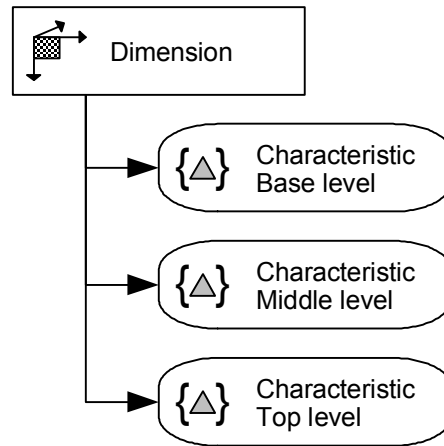 Dimension
{△} Characteristic
Base level
{△} Characteristic
Middle level
{△} Characteristic
Top level